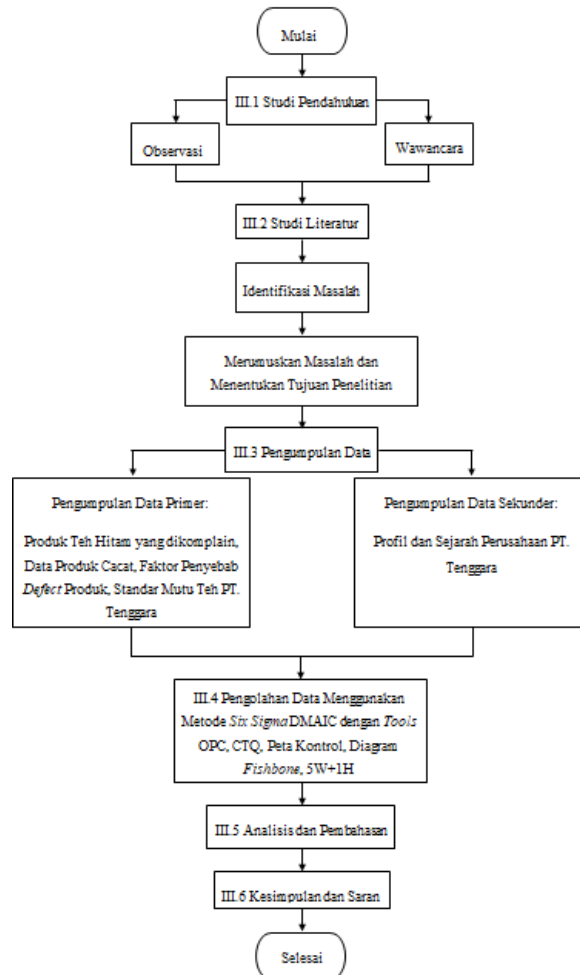 Mulai
III.1 Studi Pendahuluan
Observasi
Wawancara
III.2 Studi Literatur
Identifikasi Masalah
Merumuskan Masalah dan
Menentukan Tujuan Penelitian
III.3 Pengumpulan Data
Pengumpulan Data Primer:
Produk Teh Hitam yang dikomplain,
Data Produk Cacat, Faktor Penyebab
Defect Produk, Standar Mutu Teh PT.
Tenggara
Pengumpulan Data Sekunder:
Profil dan Sejarah Perusahaan PT.
Tenggara
III.4 Pengolahan Data Menggunakan
Metode Six Sigma DMAIC dengan Tools
OPC, CTQ, Peta Kontrol, Diagram
Fishbone, 5W+1H
III.5 Analisis dan Pembahasan
III.6 Kesimpulan dan Saran
Selesai